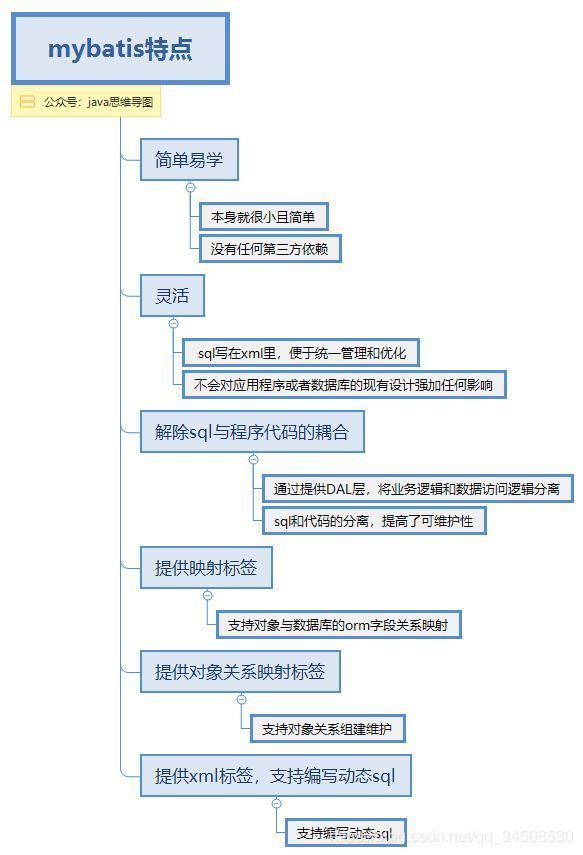 mybatis特点
公众号：java思维导图
简单易学
本身就很小且简单
没有任何第三方依赖
灵活
sql写在xml里，便于统一管理和优化
不会对应用程序或者数据库的现有设计强加任何影响
解除sql与程序代码的耦合
通过提供DAL层，将业务逻辑和数据访问逻辑分离
sql和代码的分离，提高了可维护性
提供映射标签
支持对象与数据库的orm字段关系映射
提供对象关系映射标签
支持对象关系组建维护
提供xml标签，支持编写动态sql
支持编写动态sql
csdn.net/qq_34508530